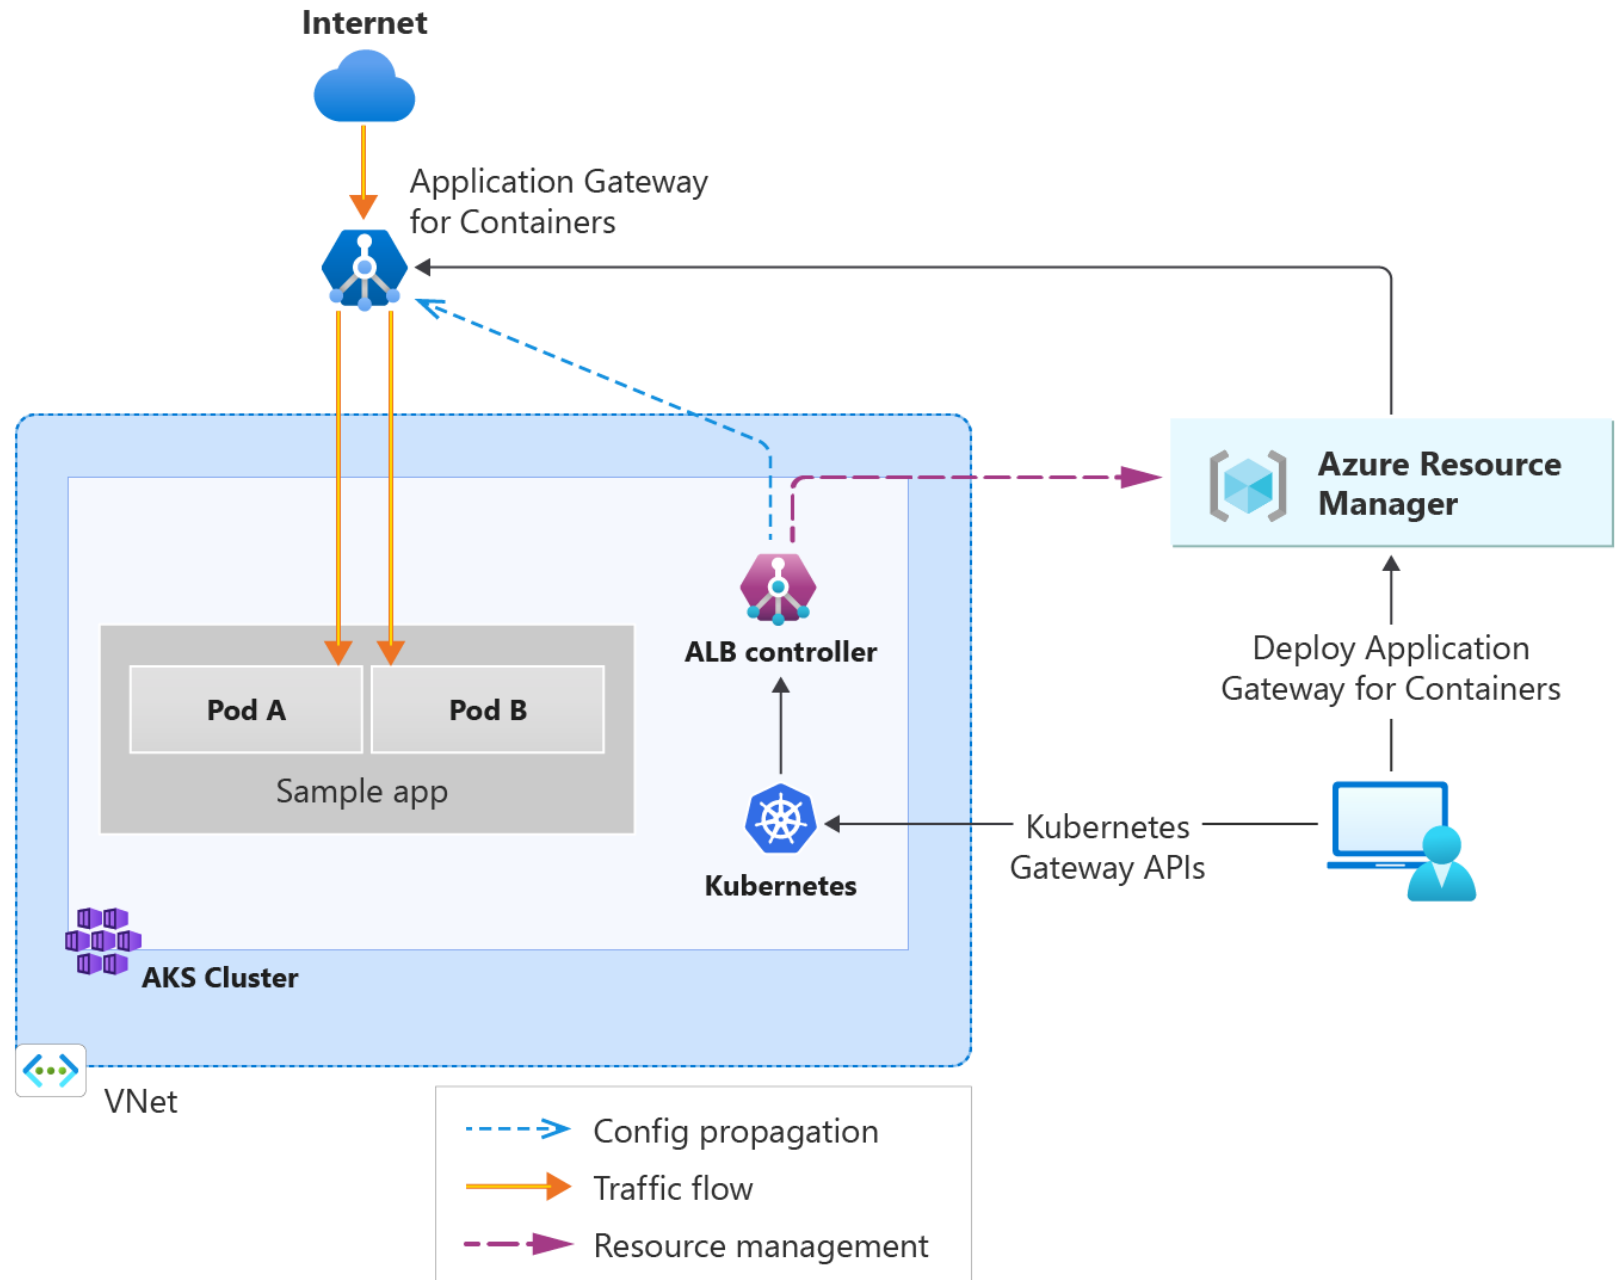 Internet
Application Gateway
for Containers
Azure Resource
Manager
ALB controller
Deploy Application
Gateway for Containers
Pod A
Pod B
Sample app
Kubernetes
Gateway APIs
Kubernetes
AKS Cluster
VNet
Config propagation
Traffic flow
Resource management